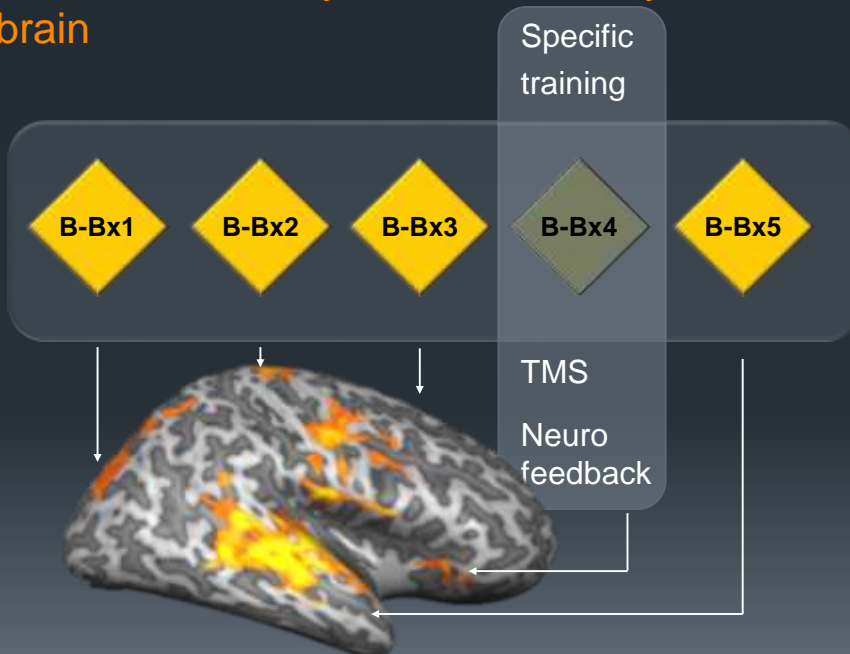 brain
Specific
training
B-Bx1 B-Bx2 B-Bx3 B-Bx4 B-Bx5
TMS
Neuro
feedback